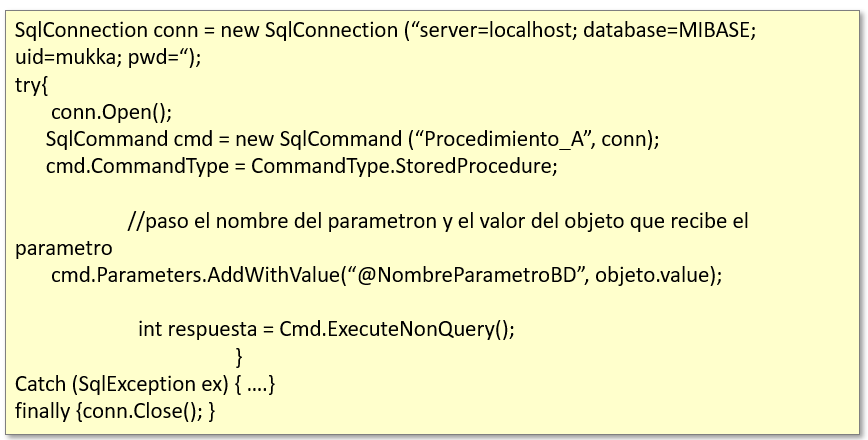 SqlConnection conn = new SqlConnection (“server=localhost; database=MIBASE;
uid=mukka; pwd=“);
try{
conn.Open();
SqlCommand cmd = new SqlCommand (“Procedimiento_A”, conn);
cmd.CommandType = CommandType.StoredProcedure;
//paso el nombre del parametron y el valor del objeto que recibe el
parametro
cmd.Parameters.AddWithValue(“@NombreParametroBD”, objeto.value);
int respuesta = Cmd.ExecuteNonQuery();
}
Catch (SqlException ex) { ....}
finally {conn.Close(); }